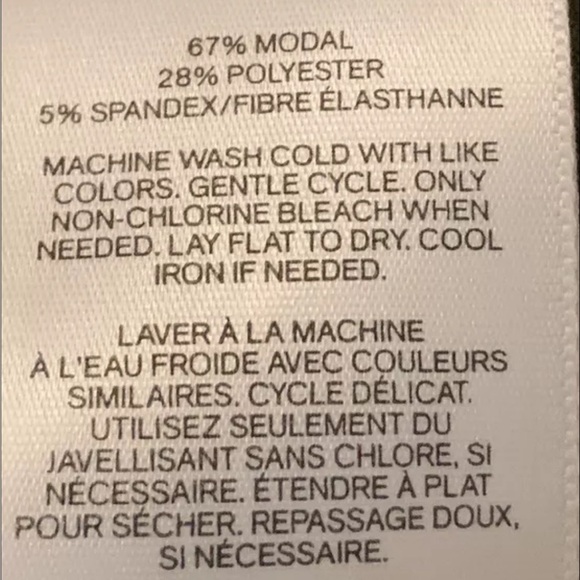 67% MODAL
28% POLYESTER
5% SPANDEX/FIBRE ÉLASTHANNE
MACHINE WASH COLD WITH LIKE
COLORS. GENTLE CYCLE. ONLY
NON-CHLORINE BLEACH WHEN
NEEDED. LAY FLAT TO DRY. COOL
IRON IF NEEDED.
LAVER À LA MACHINE
À L'EAU FROIDE AVEC COULEURS
SIMILAIRES. CYCLE DÉLICAT.
UTILISEZ SEULEMENT DU
JAVELLISANT SANS CHLORE, SI
NÉCESSAIRE. ÉTENDRE À PLAT
POUR SÉCHER. REPASSAGE DOUX,
SI NÉCESSAIRE.